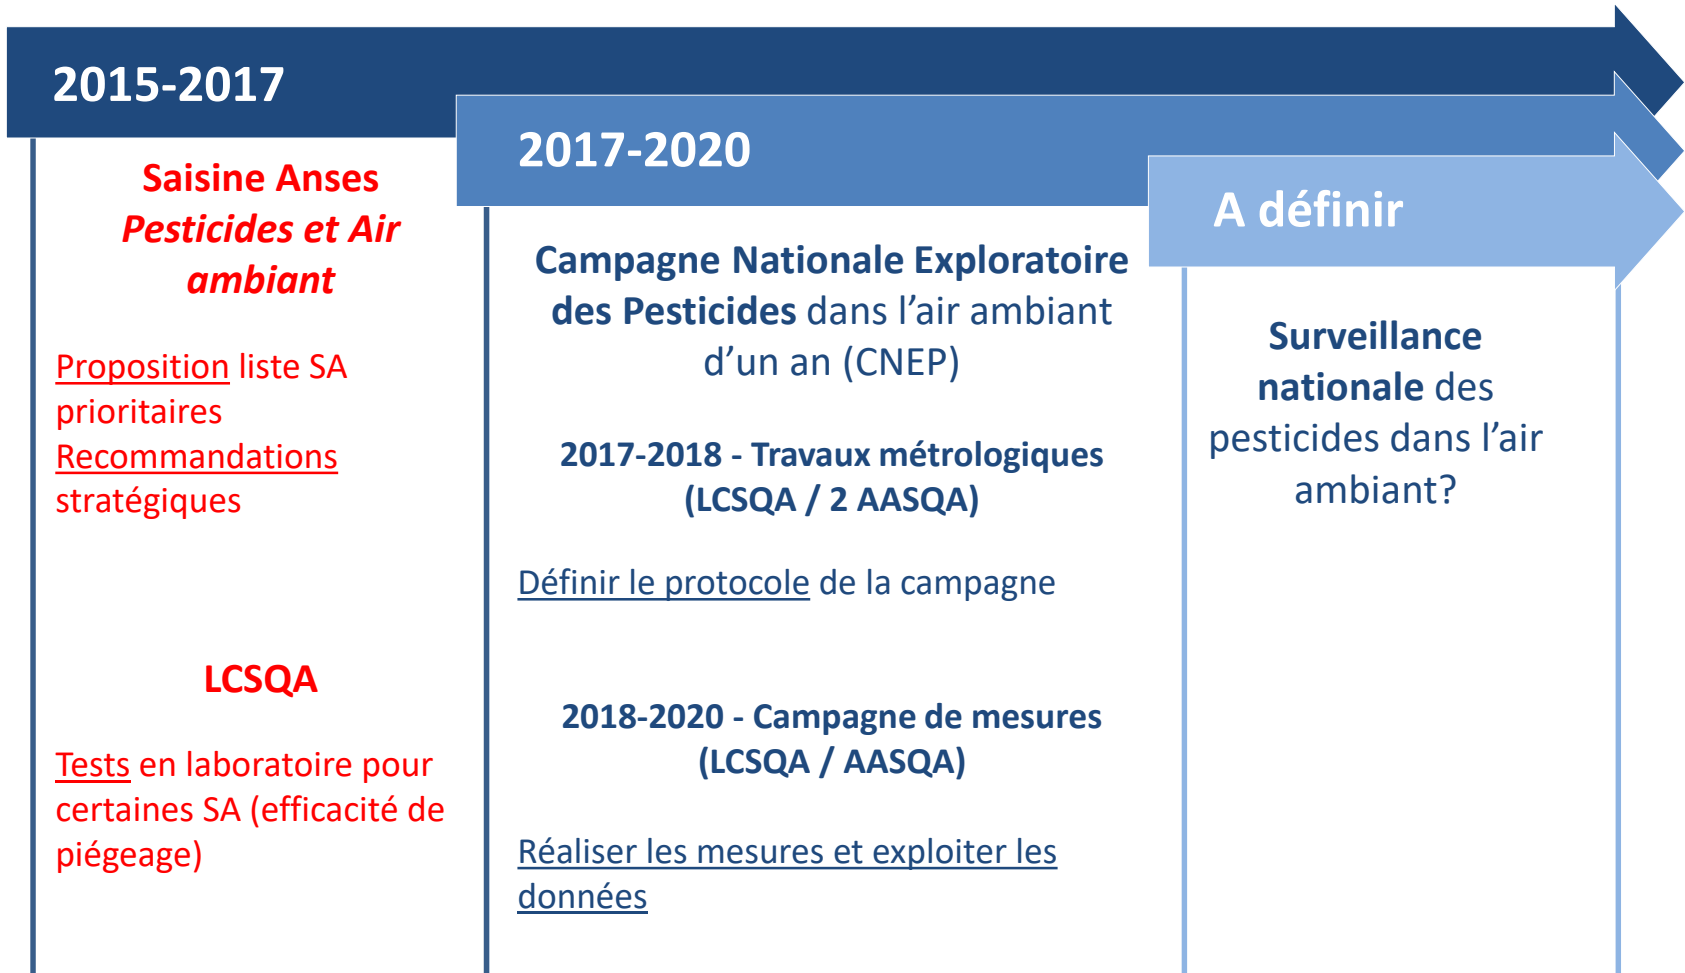 2015-2017
Saisine Anses
Pesticides et Air
ambiant
Proposition liste SA
prioritaires
Recommandations
stratégiques
LCSQA
Tests en laboratoire pour
certaines SA (efficacité de
piégeage)
2017-2020
Campagne Nationale Exploratoire
des Pesticides dans l’air ambiant
d’un an (CNEP)
2017-2018 - Travaux métrologiques
(LCSQA / 2 AASQA)
Définir le protocole de la campagne
2018-2020 - Campagne de mesures
(LCSQA / AASQA)
Réaliser les mesures et exploiter les
données
A définir
Surveillance
nationale des
pesticides dans l’air
ambiant?